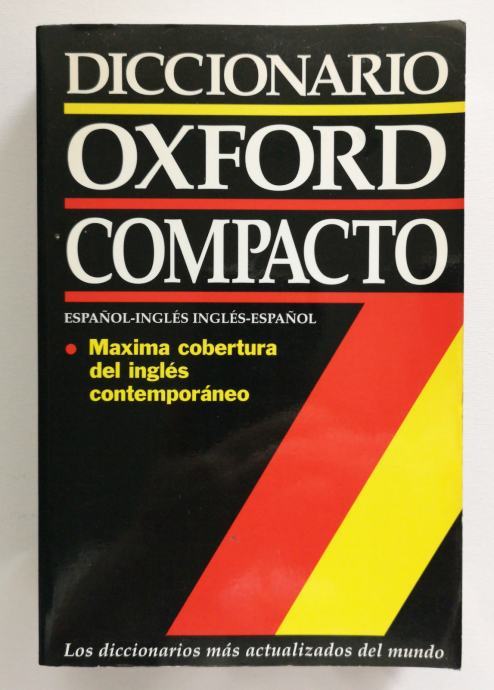 DICCIONARIO
OXFORD
COMPACTO
ESPAÑOL-INGLÉS INGLÉS-ESPAÑOL
• Maxima cobertura
del inglés
contemporáneo
Los diccionarios más actualizados del mundo